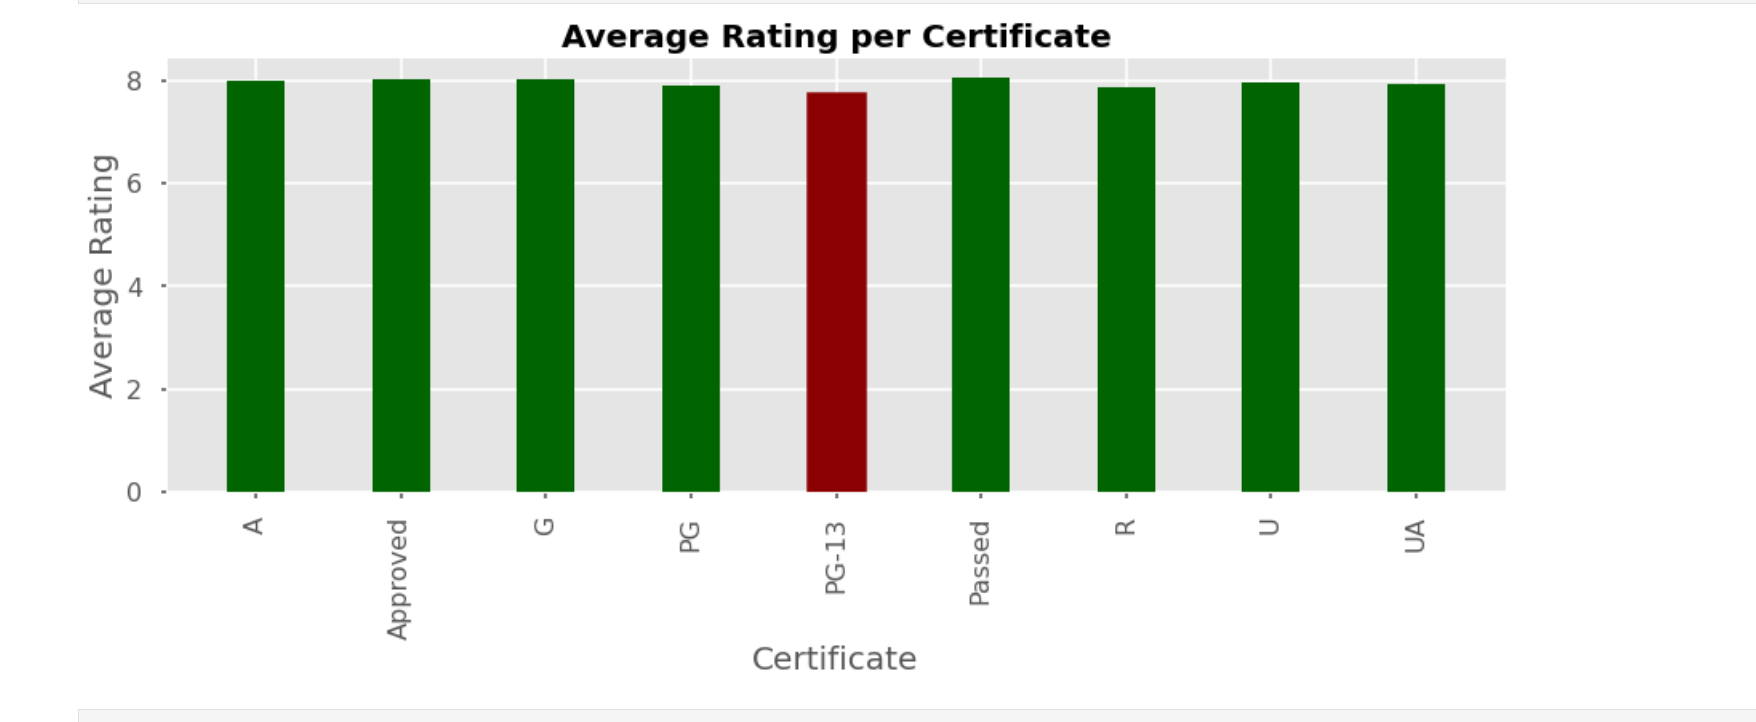 Average Rating per Certificate
Average Rating
8
6
4
2
0
A
Approved
G
PG
PG-13
Passed
R
U
UA
Certificate